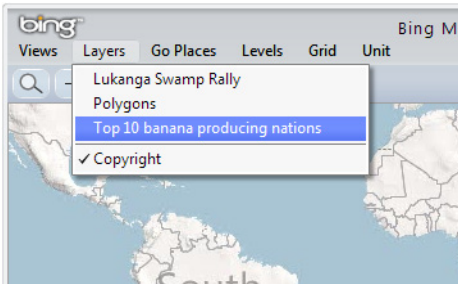 bing™
Bing M
Views Layers Go Places Levels Grid Unit
Lukanga Swamp Rally
Polygons
Top 10 banana producing nations
✓ Copyright
South